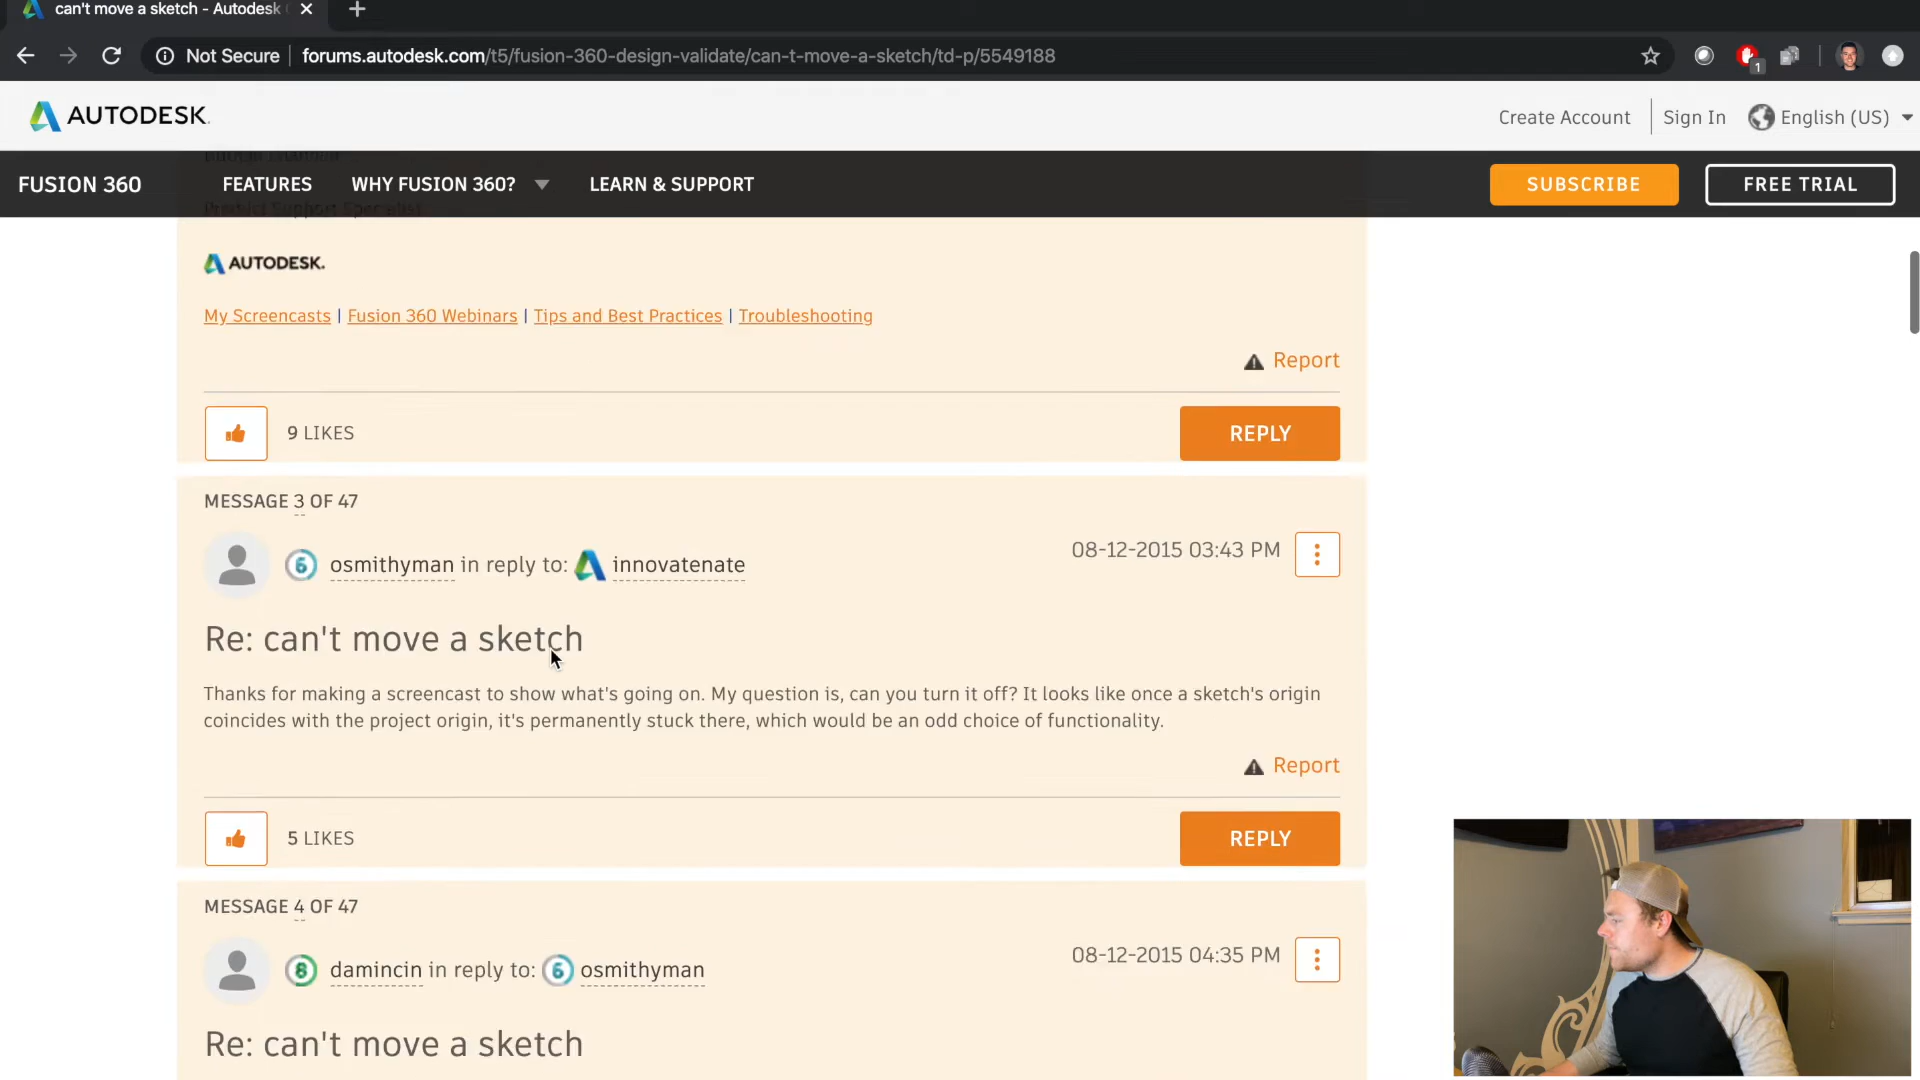 can't move a sketch - Autodesk
Not Secure
forums.autodesk.com/t5/fusion-360-design-validate/can-t-move-a-sketch/td-p/5549188
1
AUTODESK.
Create Account
Sign In
English (US)
FUSION 360
FEATURES
WHY FUSION 360?
LEARN & SUPPORT
SUBSCRIBE
FREE TRIAL
Product Support Specialist
AUTODESK.
My Screencasts | Fusion 360 Webinars | Tips and Best Practices | Troubleshooting
Report
9 LIKES
REPLY
MESSAGE 3 OF 47
6 osmithyman in reply to: innovatenate
08-12-2015 03:43 PM
Re: can't move a sketch
Thanks for making a screencast to show what's going on. My question is, can you turn it off? It looks like once a sketch's origin
coincides with the project origin, it's permanently stuck there, which would be an odd choice of functionality.
Report
5 LIKES
REPLY
MESSAGE 4 OF 47
8 damincin in reply to: 6 osmithyman
08-12-2015 04:35 PM
Re: can't move a sketch